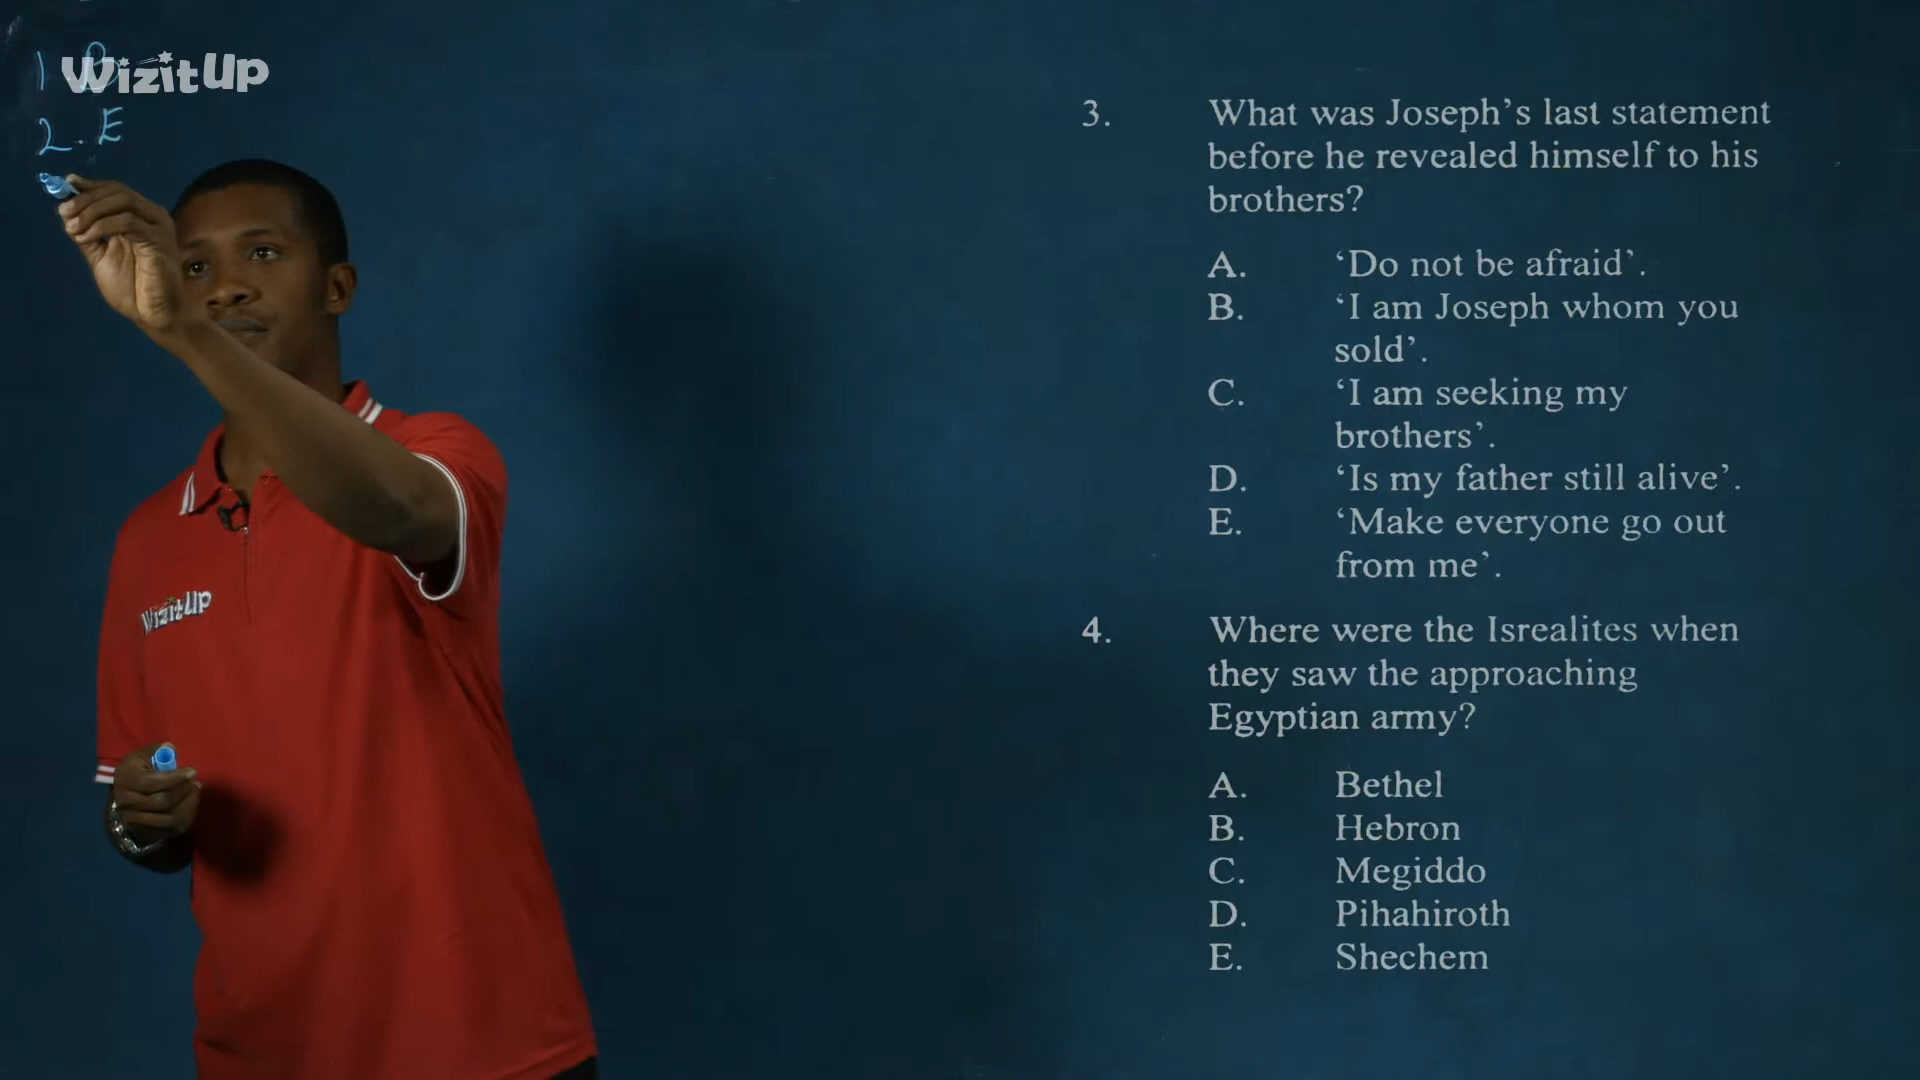 1. B
WizitUp
2. E
WizitUp
3. What was Joseph's last statement
before he revealed himself to his
brothers?
A. ‘Do not be afraid’.
B. ‘I am Joseph whom you
sold’.
C. ‘I am seeking my
brothers’.
D. ‘Is my father still alive’.
E. ‘Make everyone go out
from me’.
4. Where were the Isrealites when
they saw the approaching
Egyptian army?
A. Bethel
B. Hebron
C. Megiddo
D. Pihahiroth
E. Shechem